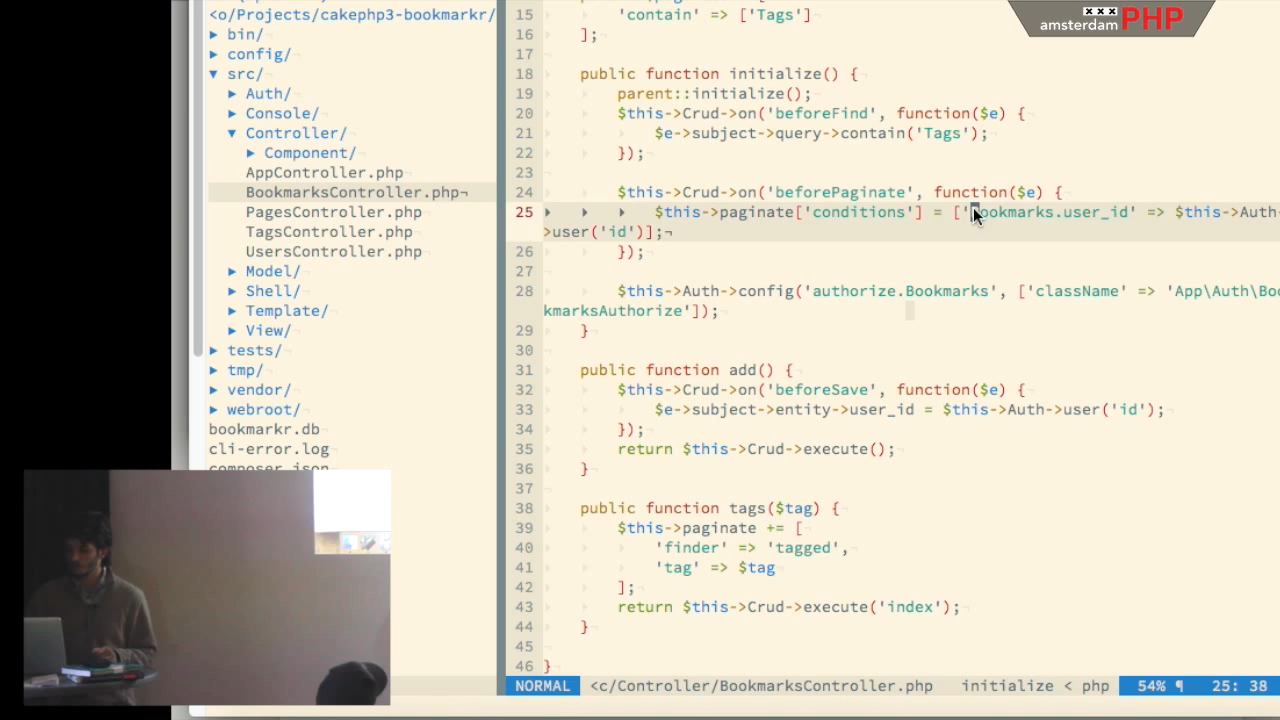 <o/Projects/cakephp3-bookmarkr/
▸ bin/
▸ config/
▾ src/
▸ Auth/
▸ Console/
▾ Controller/
▸ Component/
AppController.php
BookmarksController.php
PagesController.php
TagsController.php
UsersController.php
▸ Model/
▸ Shell/
▸ Template/
▸ View/
▸ tests/
▸ tmp/
▸ vendor/
▸ webroot/
bookmarkr.db
cli-error.log
composer.json
amsterdam PHP
15 'contain' => ['Tags']
16 ];
17
18 public function initialize() {
19 parent::initialize();
20 $this->Crud->on('beforeFind', function($e) {
21 $e->subject->query->contain('Tags');
22 });
23
24 $this->Crud->on('beforePaginate', function($e) {
25 $this->paginate['conditions'] = ['Bookmarks.user_id' => $this->Auth-
>user('id')];
26 });
27
28 $this->Auth->config('authorize.Bookmarks', ['className' => 'App\Auth\Boo
kmarksAuthorize']);
29 }
30
31 public function add() {
32 $this->Crud->on('beforeSave', function($e) {
33 $e->subject->entity->user_id = $this->Auth->user('id');
34 });
35 return $this->Crud->execute();
36 }
37
38 public function tags($tag) {
39 $this->paginate += [
40 'finder' => 'tagged',
41 'tag' => $tag
42 ];
43 return $this->Crud->execute('index');
44 }
45
46 }
NORMAL <c/Controller/BookmarksController.php initialize < php 54% ¶ 25: 38